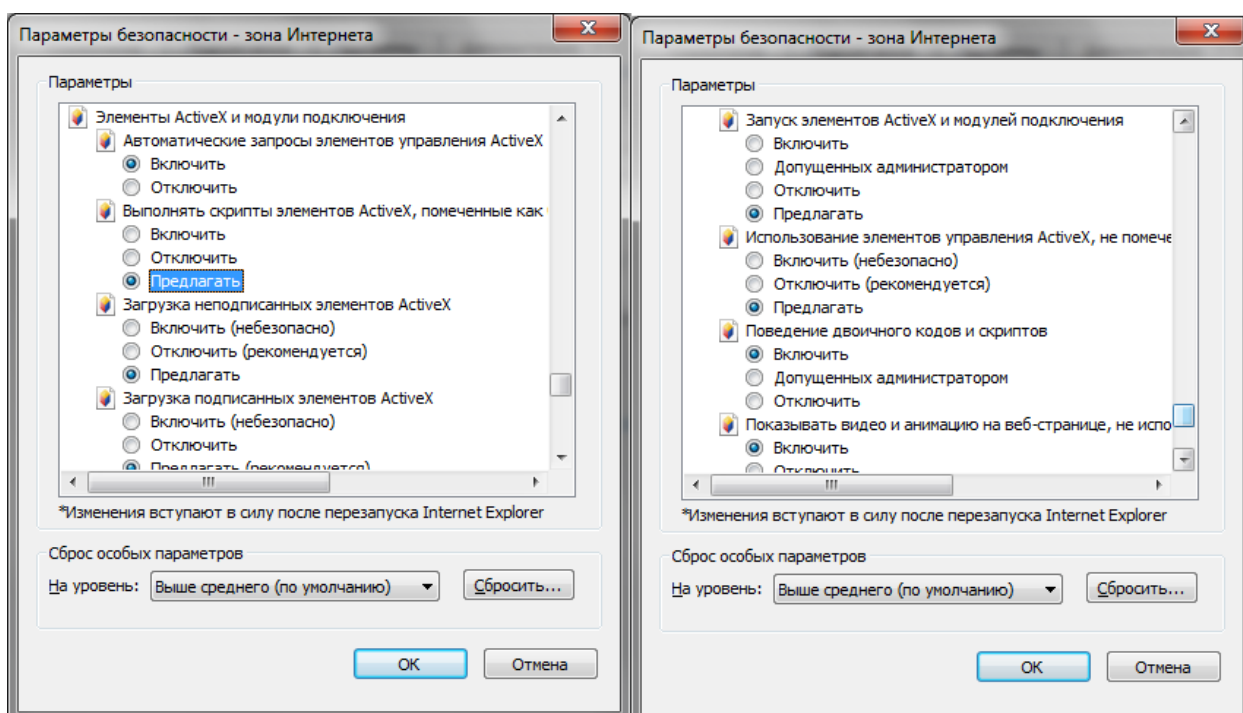 Параметры безопасности - зона Интернета
Параметры
Элементы ActiveX и модули подключения
Автоматические запросы элементов управления ActiveX
Включить
Отключить
Выполнять скрипты элементов ActiveX, помеченные как
Включить
Отключить
Предлагать
Загрузка неподписанных элементов ActiveX
Включить (небезопасно)
Отключить (рекомендуется)
Предлагать
Загрузка подписанных элементов ActiveX
Включить (небезопасно)
Отключить
Предлагать (рекомендуется)
*Изменения вступают в силу после перезапуска Internet Explorer
Сброс особых параметров
На уровень: Выше среднего (по умолчанию) Сбросить...
ОК Отмена
Параметры безопасности - зона Интернета
Параметры
Запуск элементов ActiveX и модулей подключения
Включить
Допущенных администратором
Отключить
Предлагать
Использование элементов управления ActiveX, не помече
Включить (небезопасно)
Отключить (рекомендуется)
Предлагать
Поведение двоичного кодов и скриптов
Включить
Допущенных администратором
Отключить
Показывать видео и анимацию на веб-странице, не испо
Включить
Отключить
*Изменения вступают в силу после перезапуска Internet Explorer
Сброс особых параметров
На уровень: Выше среднего (по умолчанию) Сбросить...
ОК Отмена